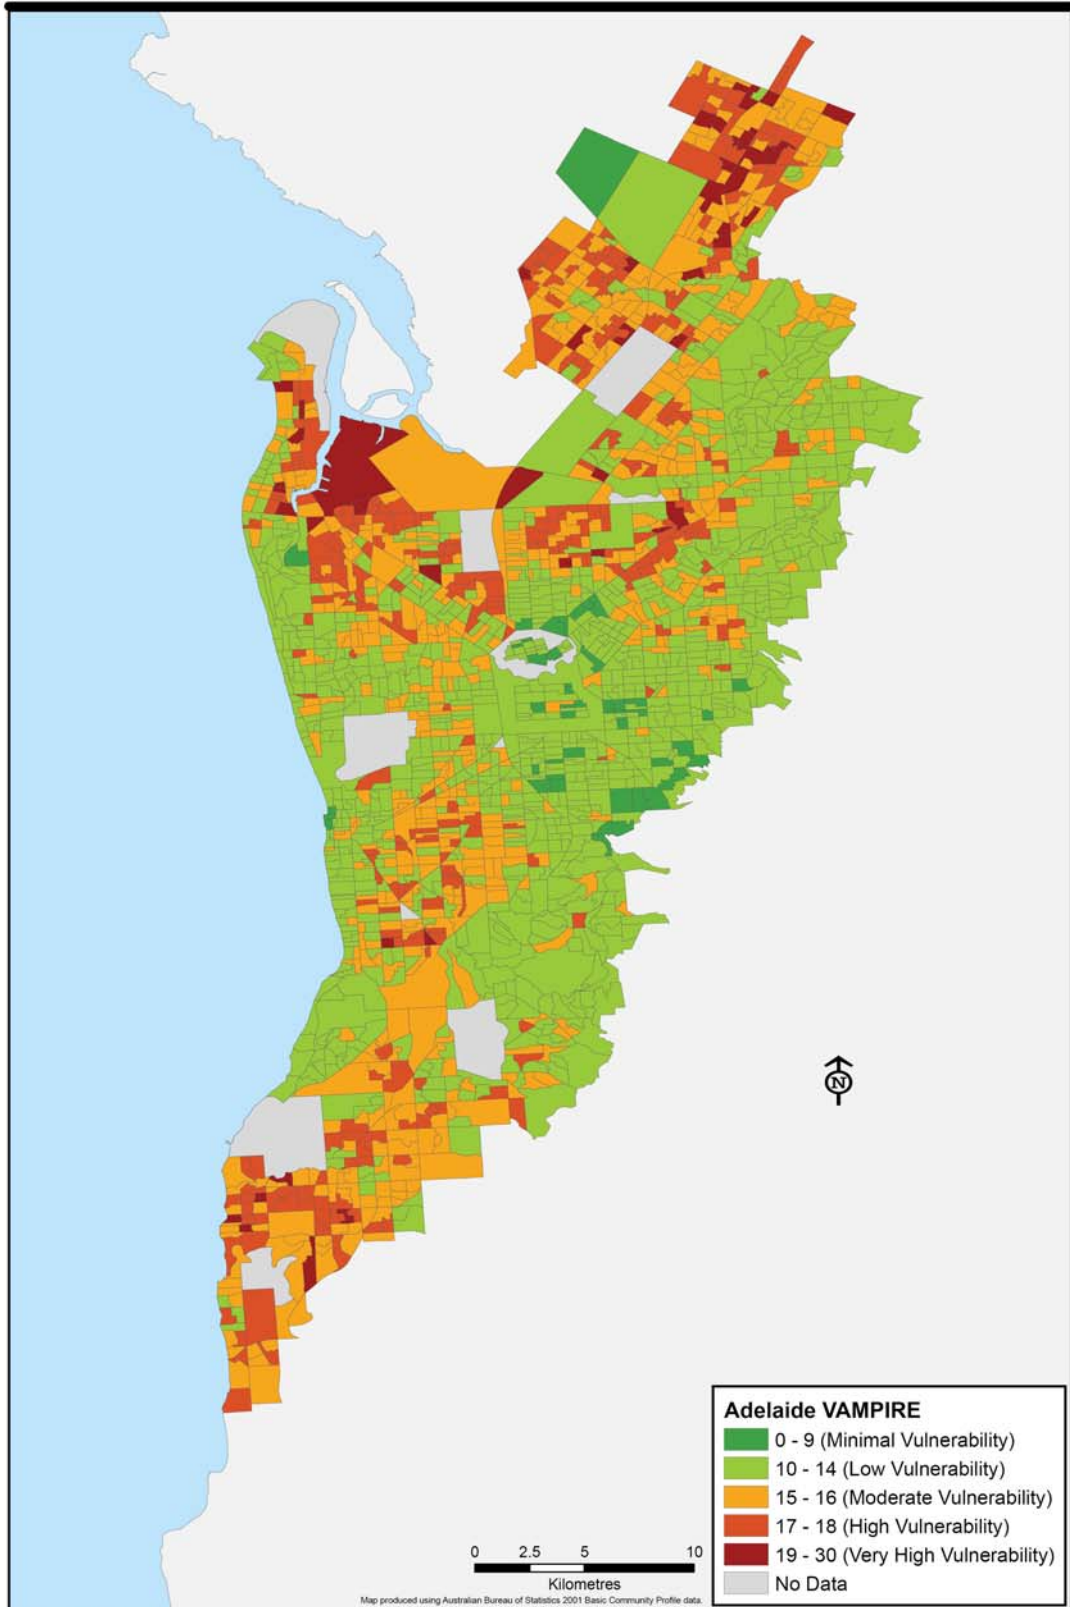 N
Adelaide VAMPIRE
0 - 9 (Minimal Vulnerability)
10 - 14 (Low Vulnerability)
15 - 16 (Moderate Vulnerability)
17 - 18 (High Vulnerability)
19 - 30 (Very High Vulnerability)
No Data
0 2.5 5 10
Kilometres
Map produced using Australian Bureau of Statistics 2001 Basic Community Profile data.